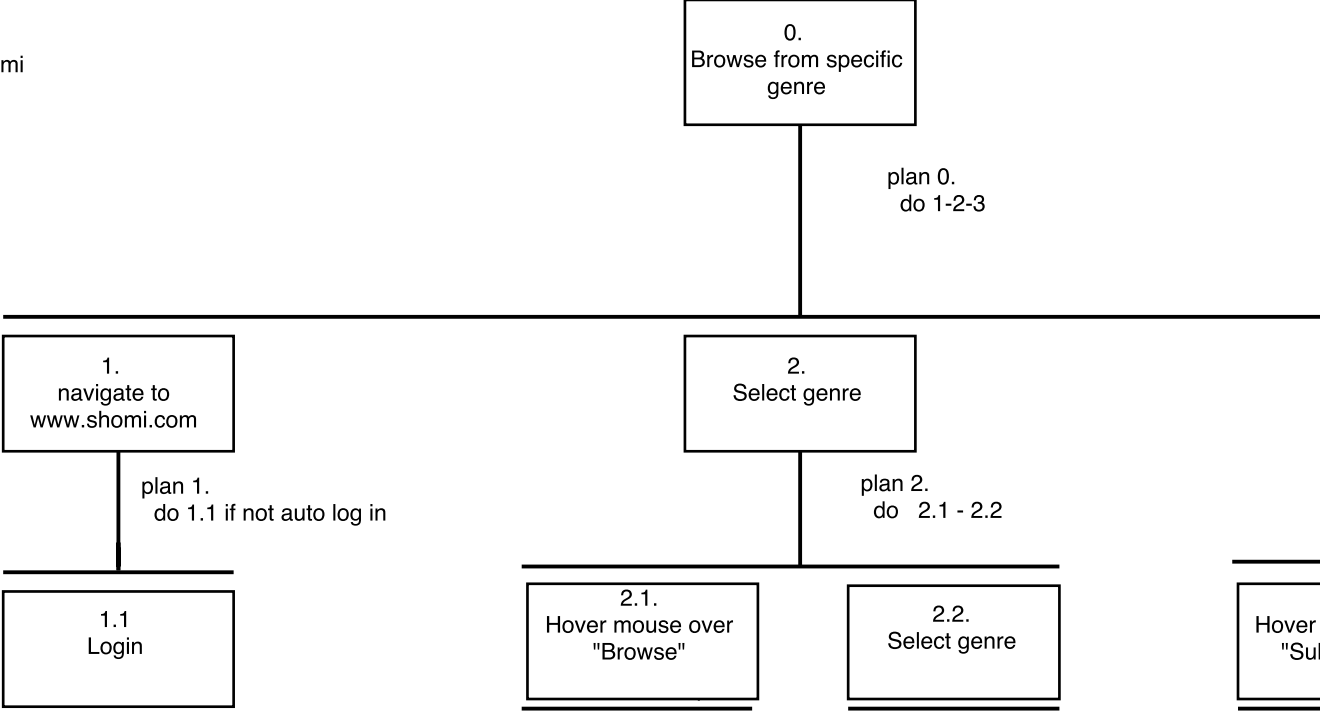 0.
Browse from specific
genre
mi
plan 0.
do 1-2-3
1.
navigate to
www.shomi.com
2.
Select genre
plan 1.
do 1.1 if not auto log in
plan 2.
do 2.1 - 2.2
1.1
Login
2.1.
Hover mouse over
"Browse"
2.2.
Select genre
Hover